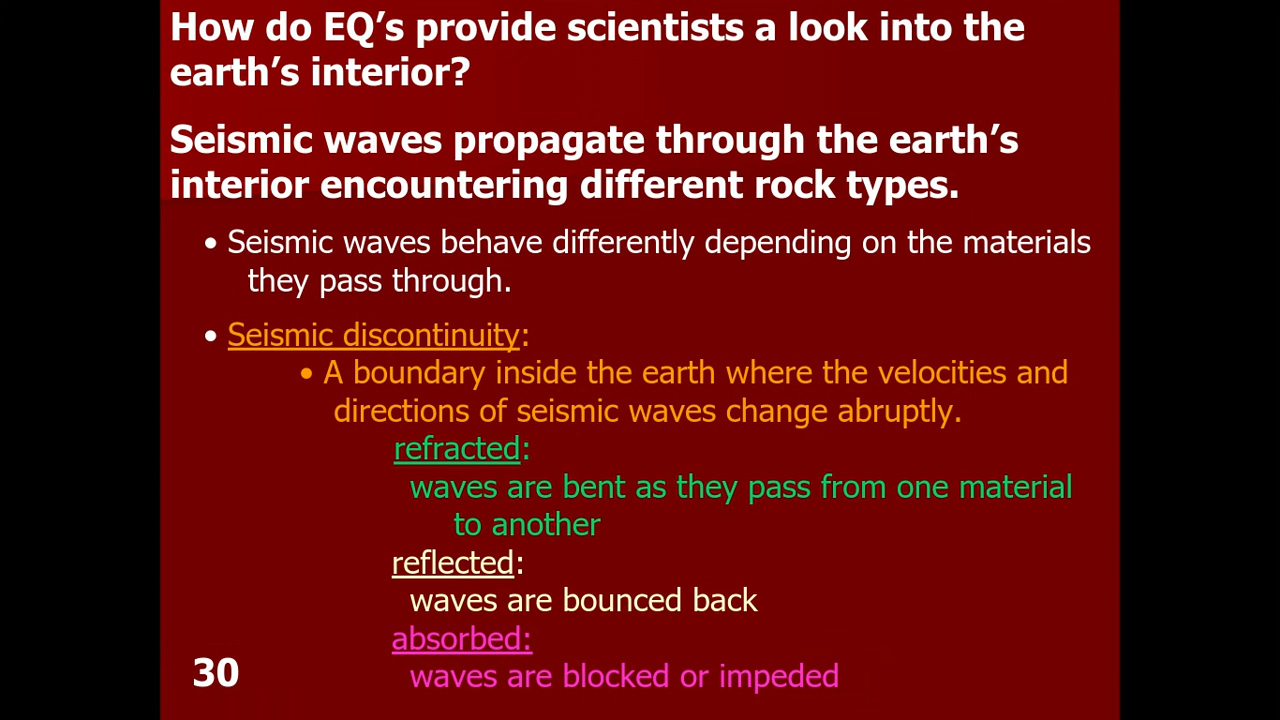 How do EQ’s provide scientists a look into the
earth’s interior?
Seismic waves propagate through the earth’s
interior encountering different rock types.
• Seismic waves behave differently depending on the materials
they pass through.
• Seismic discontinuity:
• A boundary inside the earth where the velocities and
directions of seismic waves change abruptly.
refracted:
waves are bent as they pass from one material
to another
reflected:
waves are bounced back
absorbed:
waves are blocked or impeded
30